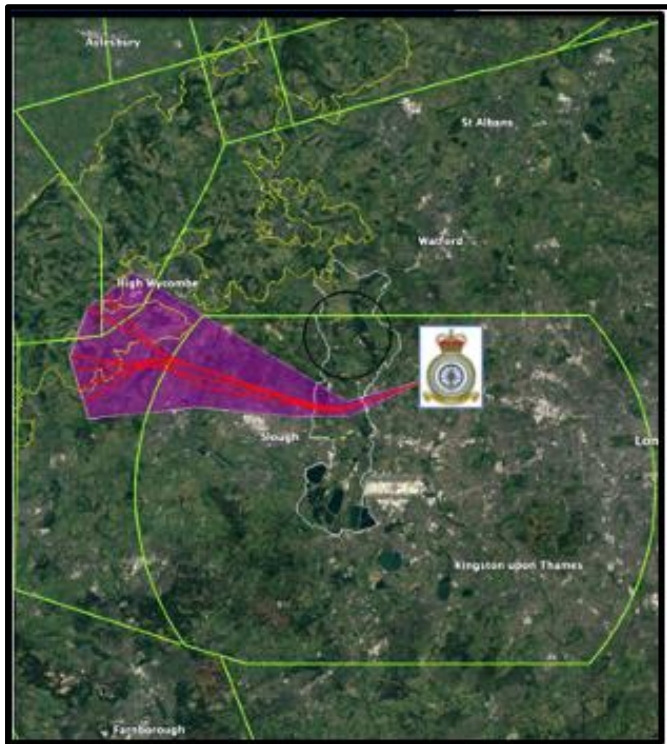 Aylesbury
St Albans
Watford
High Wycombe
Slough
Lon
Kingston upon Thames
Farnborough